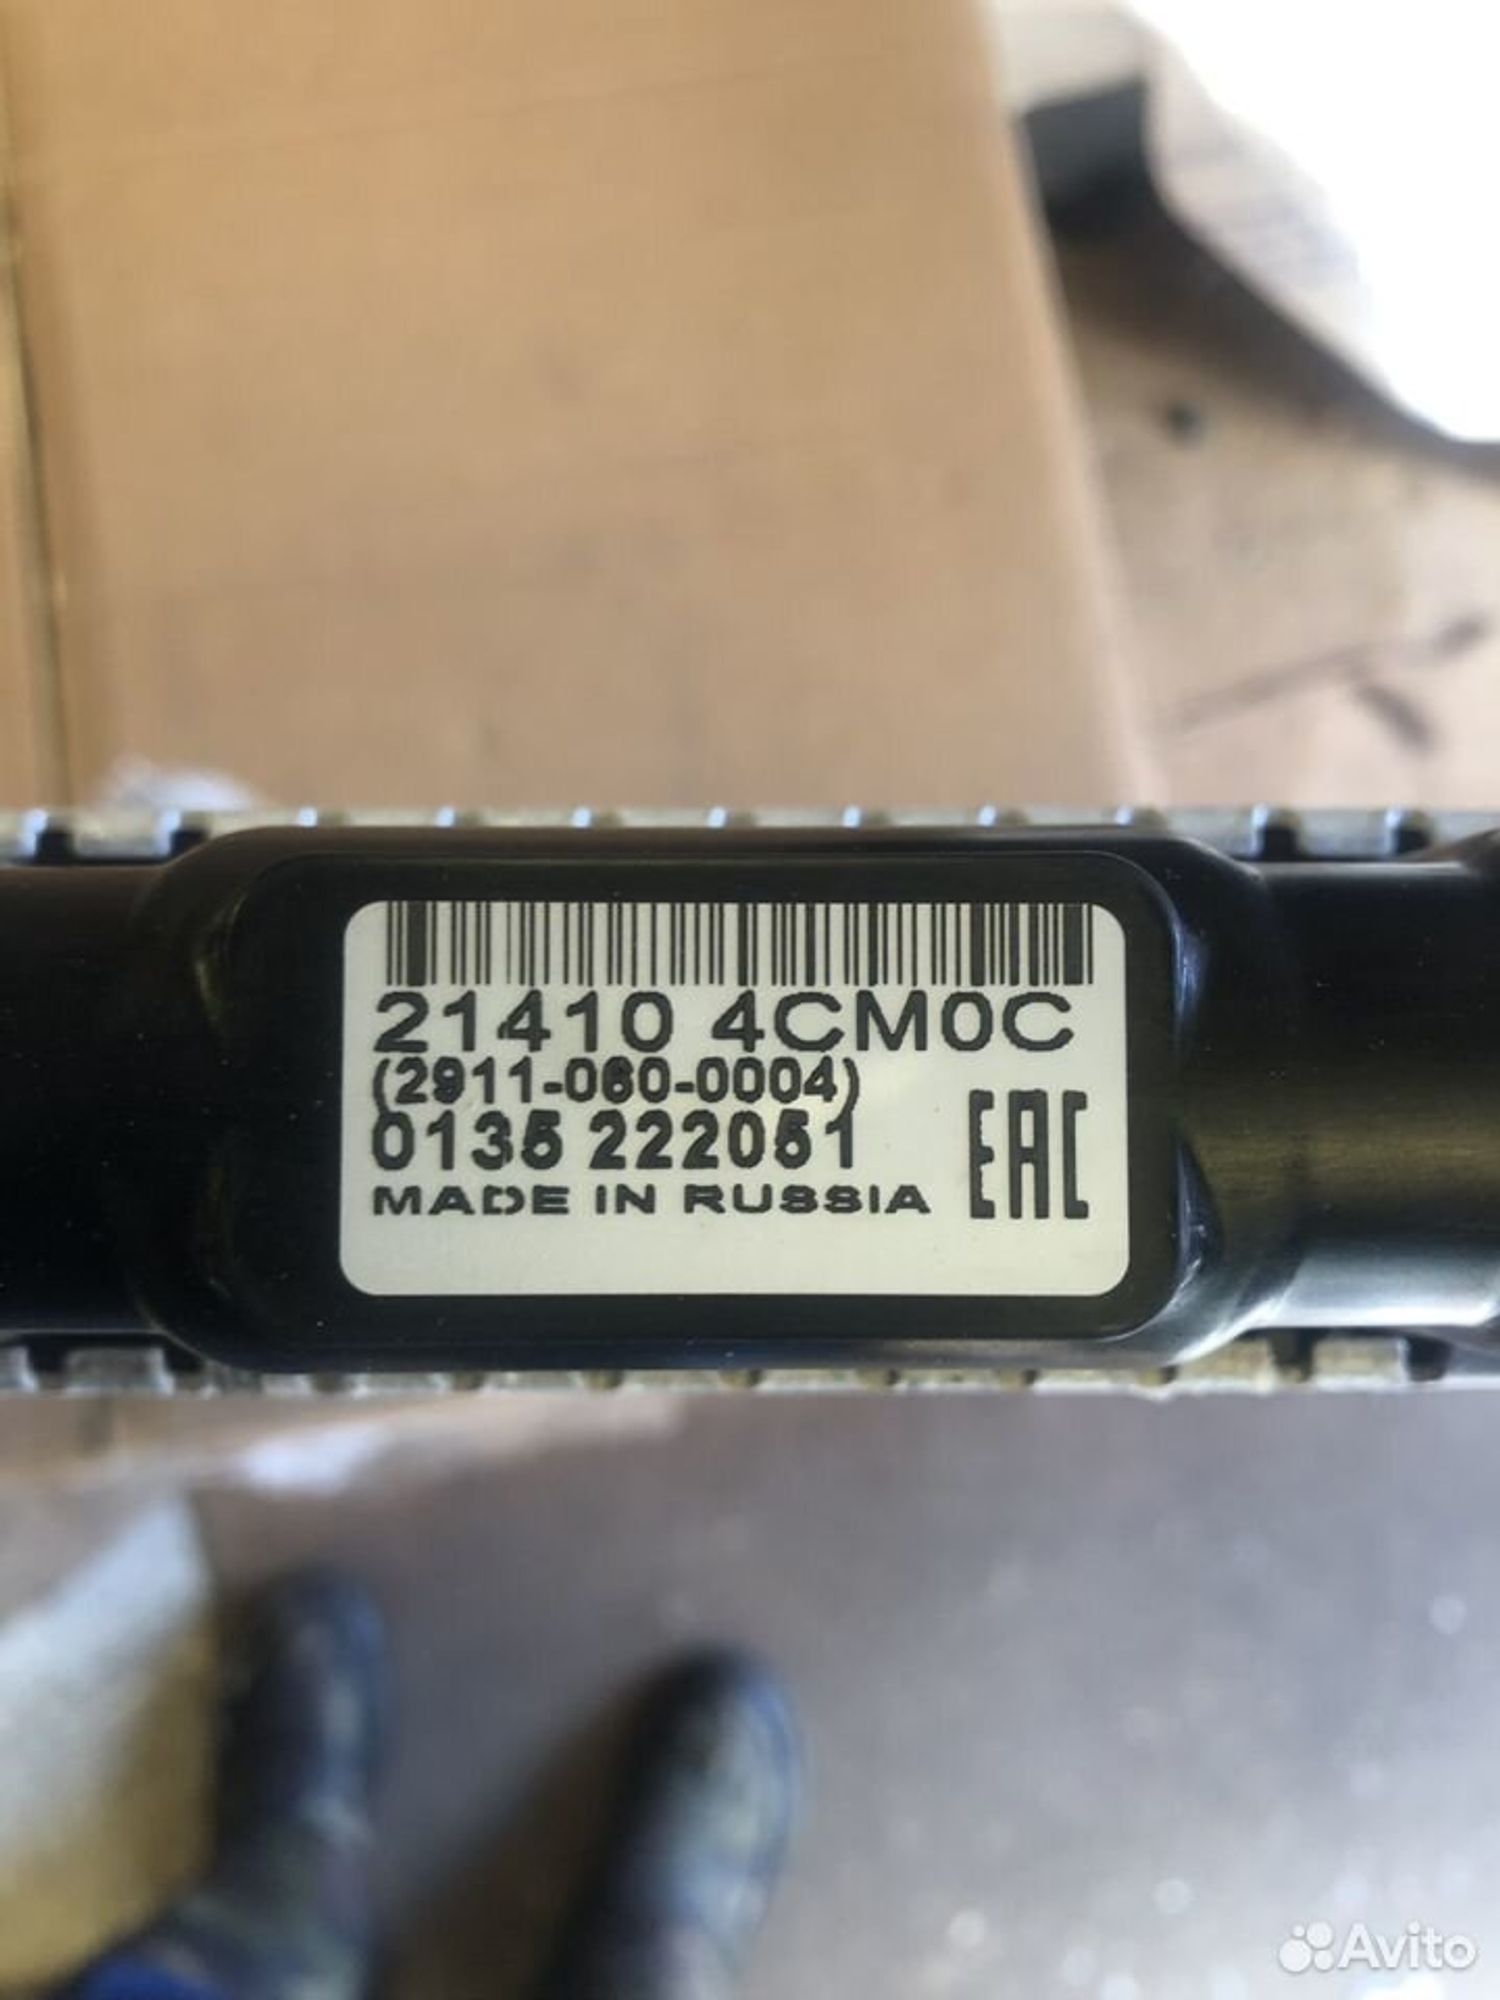 21410 4CM0C
(2911-060-0004)
0135 222051
MADE IN RUSSIA
EAC
Avito